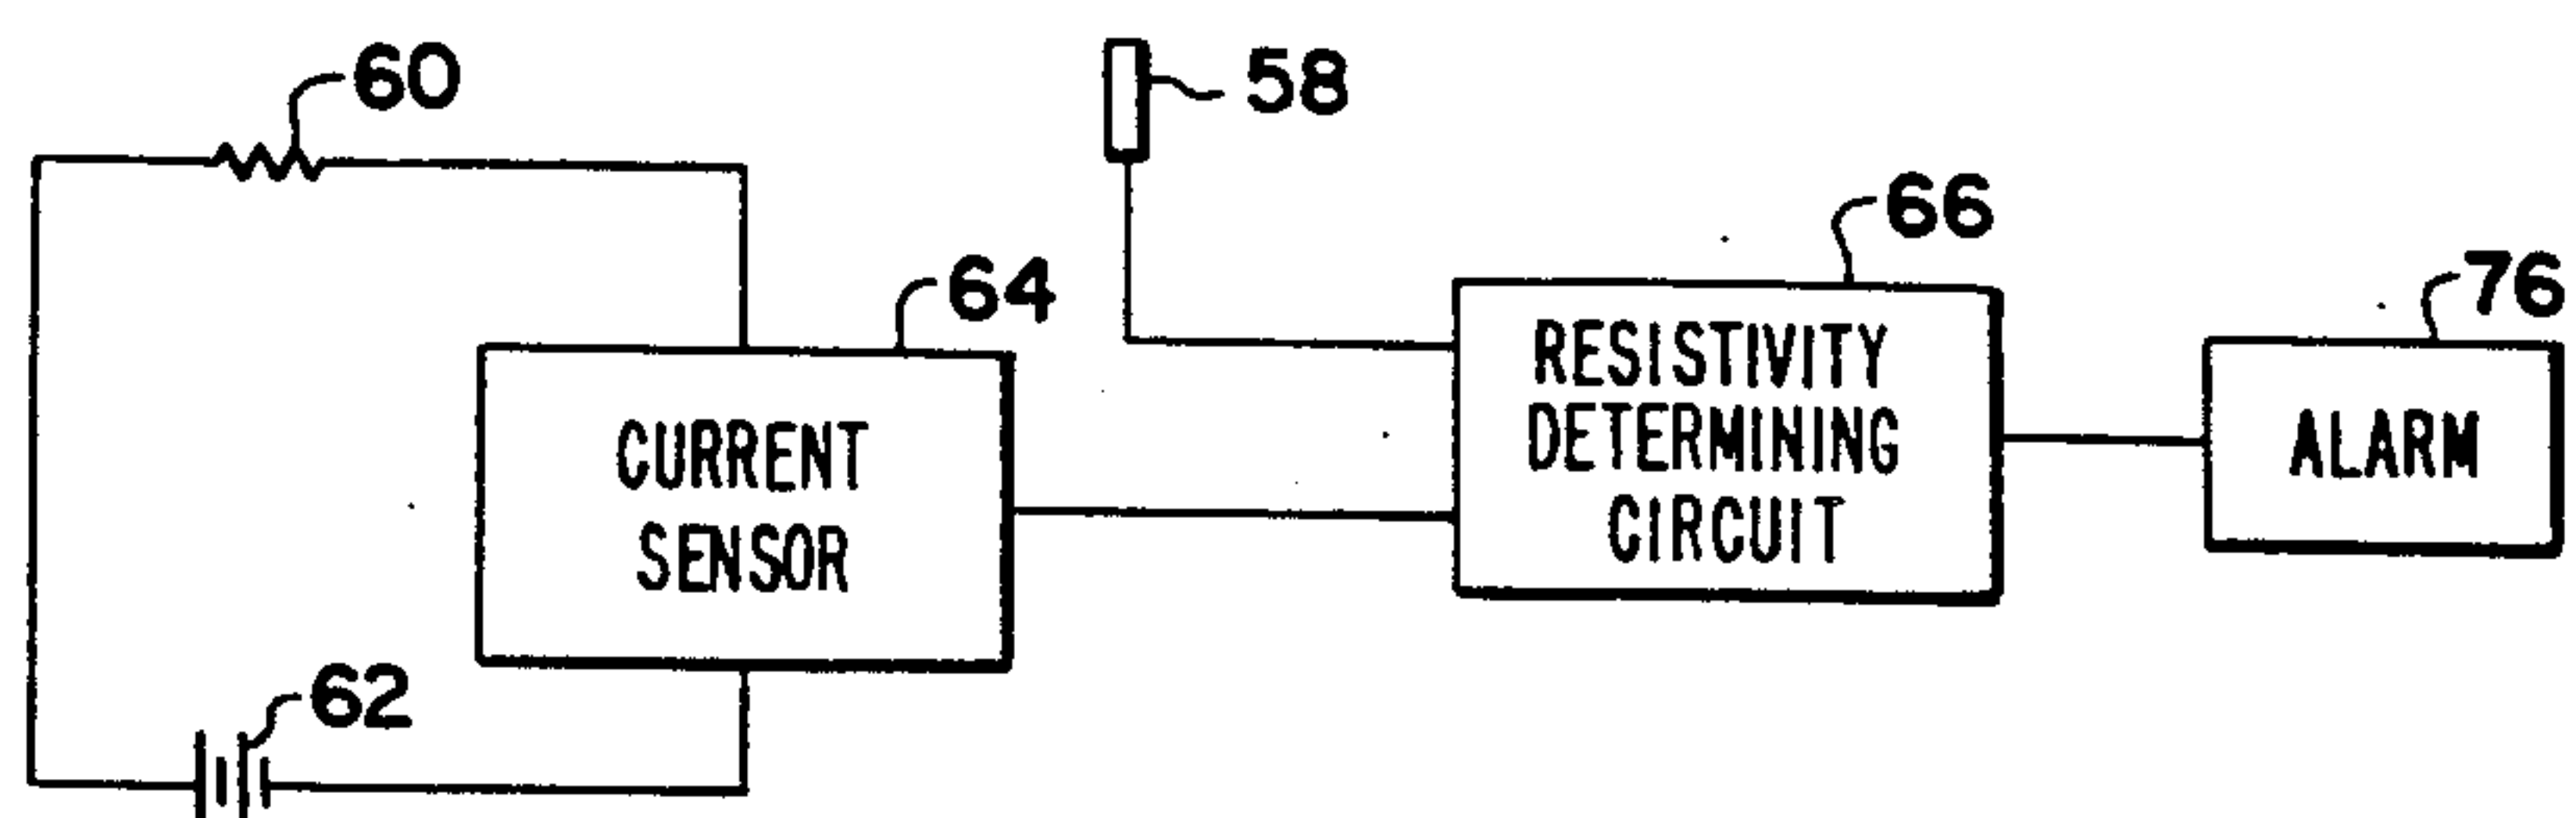 60
58
66
64
76
RESISTIVITY
DETERMINING
CIRCUIT
ALARM
CURRENT
SENSOR
62